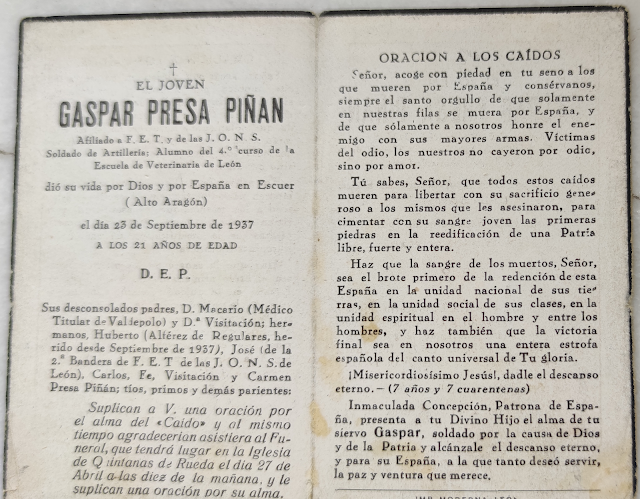 EL JOVEN
GASPAR PRESA PIÑAN
Afiliado a F. E. T. y de las J. O. N. S.
Soldado de Artillería; Alumno del 4.º curso de la
Escuela de Veterinaria de León
dió su vida por Dios y por España en Escuer
(Alto Aragón)
el día 23 de Septiembre de 1937
A LOS 21 AÑOS DE EDAD
D. E. P.
Sus desconsolados padres, D. Macario (Médico
Titular de Valdepolo) y D.ª Visitación; her-
manos, Huberto (Alférez de Regulares, he-
rido desde Septiembre de 1937), José (de la
2.ª Bandera de F. E T de las J. O N. S. de
León), Carlos, Fe, Visitación y Carmen
Presa Piñán; tíos, primos y demás parientes:
Suplican a V. una oración por
el alma del «Caído» y al mismo
tiempo agradecerían asistiera al Fu-
neral, que tendrá lugar en la Iglesia
de Quintanas de Rueda el día 27 de
Abril a las diez de la mañana, y le
suplican una oración por su alma.
ORACION A LOS CAÍDOS
Señor, acoge con piedad en tu seno a los
que mueren por España y consérvanos,
siempre el santo orgullo de que solamente
en nuestras filas se muera por España, y
de que sólamente a nosotros honre el ene-
migo con sus mayores armas. Víctimas
del odio, los nuestros no cayeron por odio,
sino por amor.
Tú sabes, Señor, que todos estos caídos
mueren para libertar con su sacrificio gene-
roso a los mismos que les asesinaron, para
cimentar con su sangre joven las primeras
piedras en la reedificación de una Patria
libre, fuerte y entera.
Haz que la sangre de los muertos, Señor,
sea el brote primero de la redención de esta
España en la unidad nacional de sus tie-
rras, en la unidad social de sus clases, en la
unidad espiritual en el hombre y entre los
hombres, y haz también que la victoria
final sea en nosotros una entera estrofa
española del canto universal de Tu gloria.
¡Misericordiosísimo Jesús!, dadle el descanso
eterno.— (7 años y 7 cuarentenas)
Inmaculada Concepción, Patrona de Espa-
ña, presenta a tu Divino Hijo el alma de tu
siervo Gaspar, soldado por la causa de Dios
y de la Patria y alcánzale el descanso eterno,
y para su España, a la que tanto deseó servir,
la paz y ventura que merece.
IMP MODERNA LEON